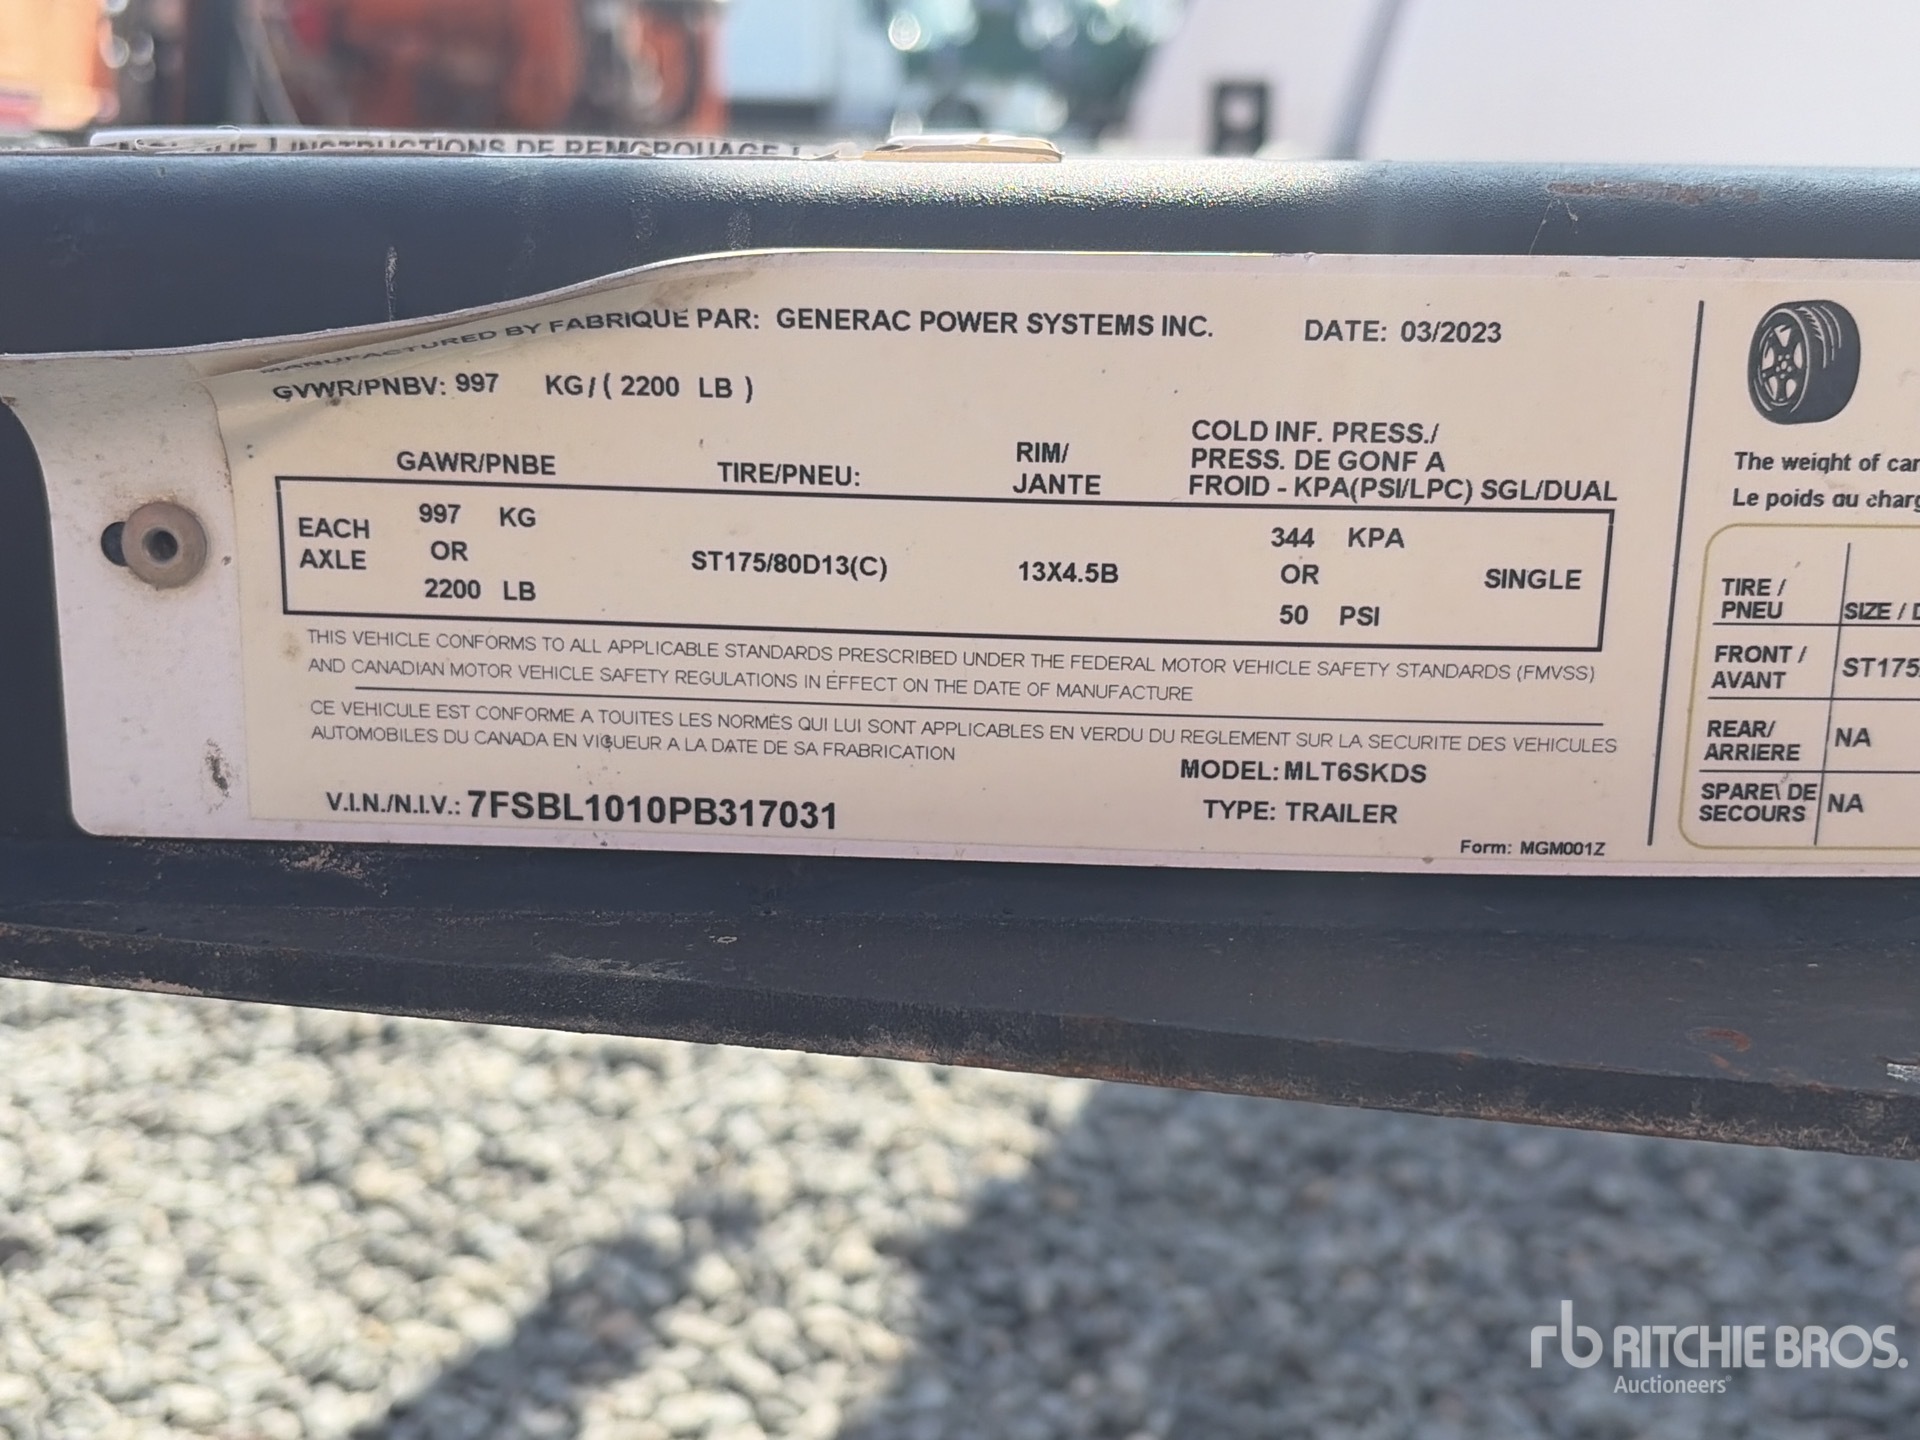 INSTRUCTIONS DE REMORQUAGE /
MANUFACTURED BY FABRIQUE PAR: GENERAC POWER SYSTEMS INC. DATE: 03/2023
GVWR/PNBV: 997 KG / ( 2200 LB )
GAWR/PNBE TIRE/PNEU: RIM/ JANTE
COLD INF. PRESS./
PRESS. DE GONF A
FROID - KPA(PSI/LPC) SGL/DUAL
EACH AXLE
997 KG
OR
2200 LB
ST175/80D13(C)
13X4.5B
344 KPA
OR
50 PSI
SINGLE
THIS VEHICLE CONFORMS TO ALL APPLICABLE STANDARDS PRESCRIBED UNDER THE FEDERAL MOTOR VEHICLE SAFETY STANDARDS (FMVSS)
AND CANADIAN MOTOR VEHICLE SAFETY REGULATIONS IN EFFECT ON THE DATE OF MANUFACTURE
CE VEHICULE EST CONFORME A TOUITES LES NORMES QUI LUI SONT APPLICABLES EN VERDU DU REGLEMENT SUR LA SECURITE DES VEHICULES
AUTOMOBILES DU CANADA EN VIGUEUR A LA DATE DE SA FRABRICATION
MODEL: MLT6SKDS
V.I.N./N.I.V.: 7FSBL1010PB317031 TYPE: TRAILER
Form: MGM001Z
The weight of
Le poids au
TIRE / PNEU SIZE /
FRONT / AVANT ST175
REAR/ ARRIERE NA
SPARE\ DE SECOURS NA
rb RITCHIE BROS.
Auctioneers